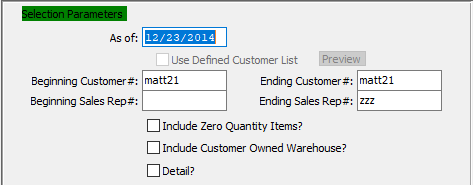 Selection Parameters
As of: 12/23/2014
Use Defined Customer List Preview
Beginning Customer#: matt21 Ending Customer#: matt21
Beginning Sales Rep#: Ending Sales Rep#: zzz
Include Zero Quantity Items?
Include Customer Owned Warehouse?
Detail?